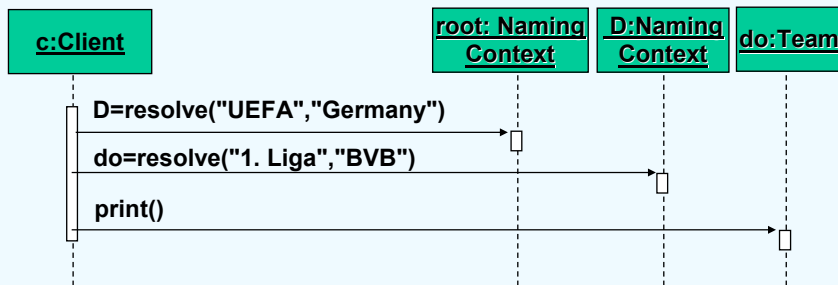 c:Client
root: Naming
Context
D:Naming
Context
do:Team
D=resolve("UEFA","Germany")
do=resolve("1. Liga","BVB")
print()